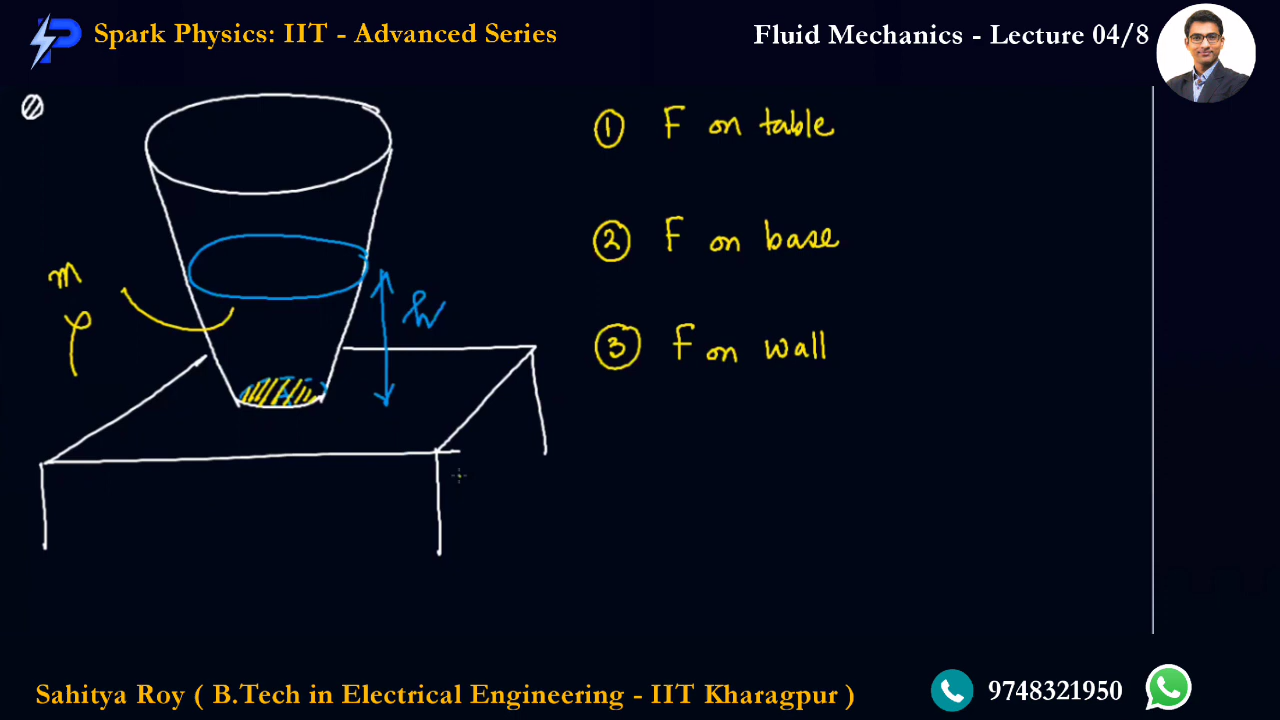 Spark Physics: IIT - Advanced Series
Fluid Mechanics - Lecture 04/8
① F on table
② F on base
③ F on wall
m
ρ
h
Sahitya Roy ( B.Tech in Electrical Engineering - IIT Kharagpur )
9748321950